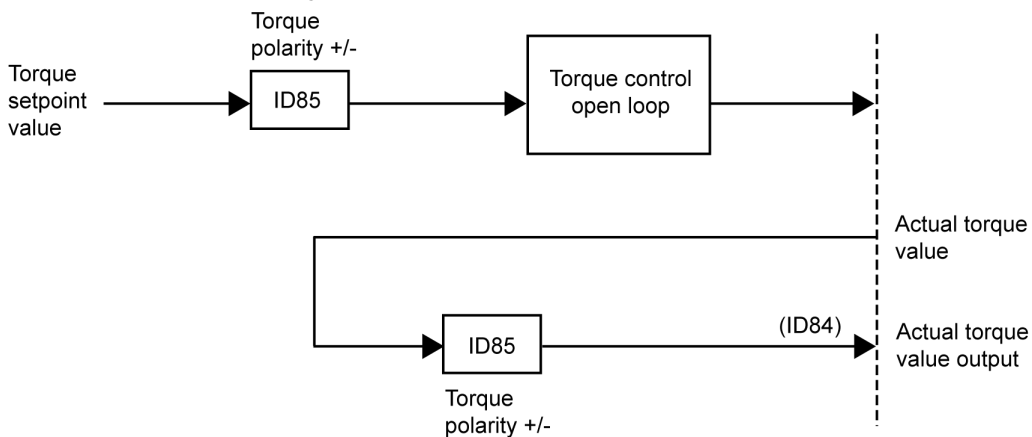 Torque
polarity +/-
Torque
setpoint
value
ID85
Torque control
open loop
Actual torque
value
ID85
(ID84)
Actual torque
value output
Torque
polarity +/-